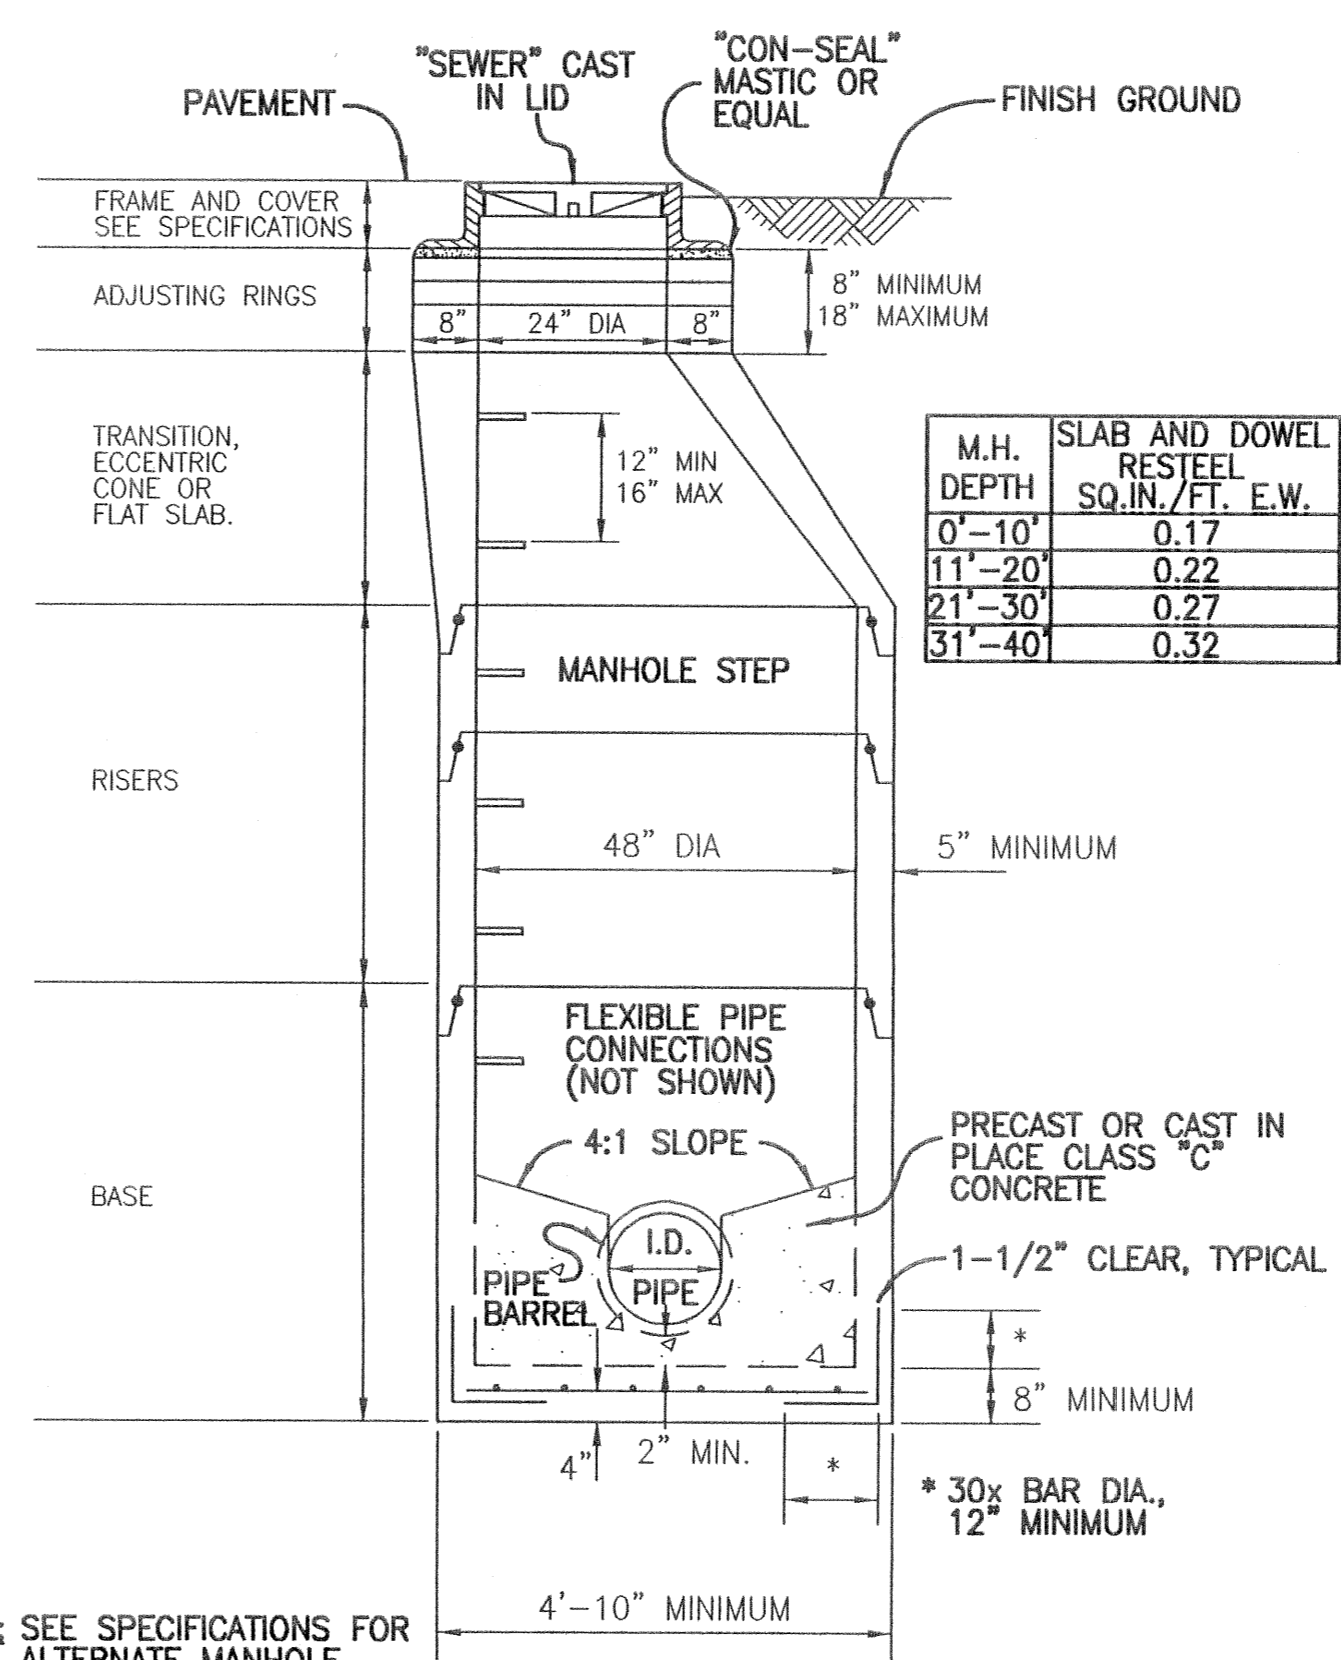 "SEWER" CAST
IN LID
"CON-SEAL"
MASTIC OR
EQUAL
PAVEMENT
FINISH GROUND
FRAME AND COVER
SEE SPECIFICATIONS
ADJUSTING RINGS
8"
24" DIA
8"
8" MINIMUM
18" MAXIMUM
TRANSITION,
ECCENTRIC
CONE OR
FLAT SLAB.
12" MIN
16" MAX
M.H. DEPTH SLAB AND DOWEL RESTEEL SQ.IN./FT. E.W.
0'-10' 0.17
11'-20' 0.22
21'-30' 0.27
31'-40' 0.32
MANHOLE STEP
RISERS
48" DIA
5" MINIMUM
FLEXIBLE PIPE
CONNECTIONS
(NOT SHOWN)
4:1 SLOPE
PRECAST OR CAST IN
PLACE CLASS "C"
CONCRETE
BASE
I.D.
PIPE
PIPE
BARREL
1-1/2" CLEAR, TYPICAL
*
8" MINIMUM
4"
2" MIN.
*
* 30x BAR DIA.,
12" MINIMUM
4'-10" MINIMUM
: SEE SPECIFICATIONS FOR
ALTERNATE MANHOLE